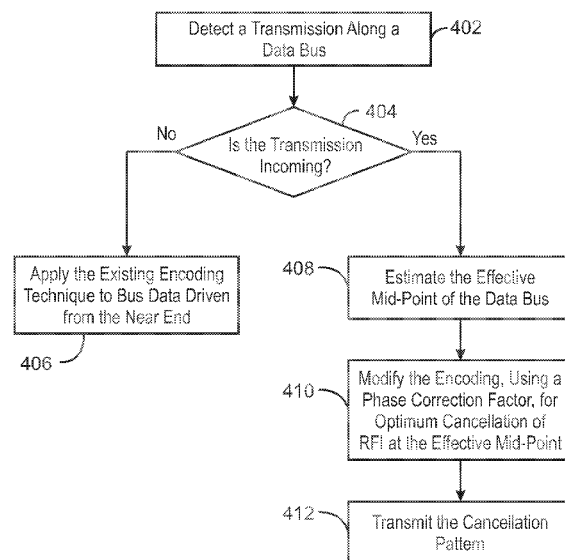 Detect a Transmission Along a
Data Bus
402
404
No
Is the Transmission
Incoming?
Yes
Apply the Existing Encoding
Technique to Bus Data Driven
from the Near End
406
408
Estimate the Effective
Mid-Point of the Data Bus
410
Modify the Encoding, Using a
Phase Correction Factor, for
Optimum Cancellation of
RFI at the Effective Mid-Point
412
Transmit the Cancellation
Pattern